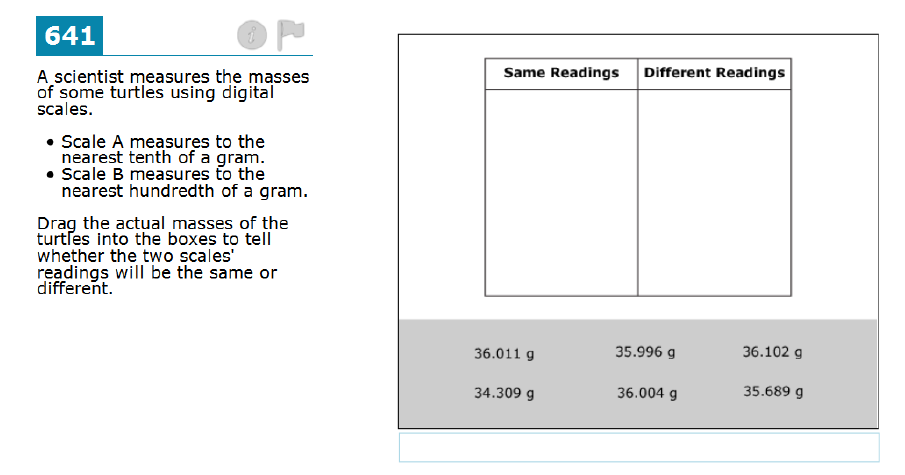 641
A scientist measures the masses
of some turtles using digital
scales.
• Scale A measures to the
nearest tenth of a gram.
• Scale B measures to the
nearest hundredth of a gram.
Drag the actual masses of the
turtles into the boxes to tell
whether the two scales'
readings will be the same or
different.
Same Readings Different Readings
36.011 g 35.996 g 36.102 g
34.309 g 36.004 g 35.689 g